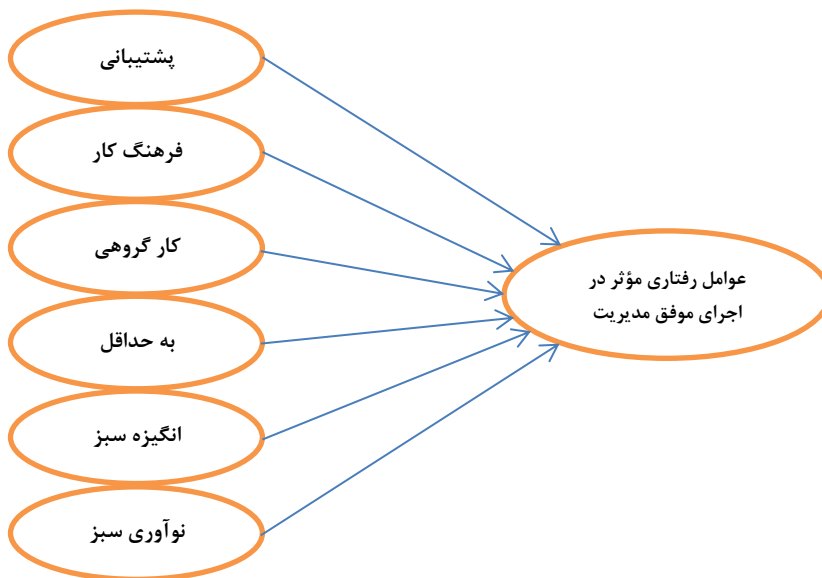 پشتیبانی
فرهنگ کار
کار گروهی
به حداقل
انگیزه سبز
نوآوری سبز
عوامل رفتاری مؤثر در
اجرای موفق مدیریت